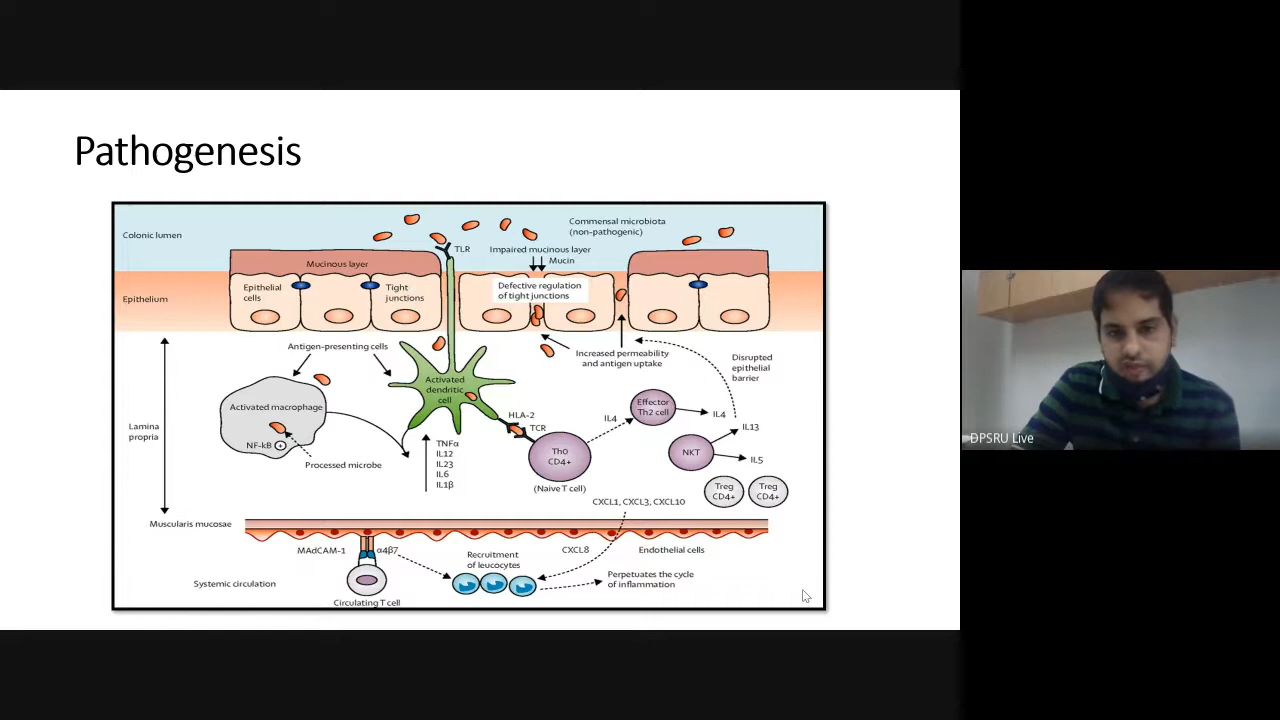 Pathogenesis
Colonic lumen
Commensal microbiota
(non-pathogenic)
TLR
Impaired mucinous layer
Mucin
Mucinous layer
Epithelium
Epithelial
cells
Tight
junctions
Defective regulation
of tight junctions
Antigen-presenting cells
Increased permeability
and antigen uptake
Disrupted
epithelial
barrier
Activated
dendritic
cell
Activated macrophage
NF-kB +
Processed microbe
Lamina
propria
HLA-2
TCR
TNFα
IL12
IL23
IL6
IL1β
Th0
CD4+
(Naive T cell)
IL4
Effector
Th2 cell
IL4
IL13
NKT
IL5
Treg
CD4+
Treg
CD4+
CXCL1, CXCL3, CXCL10
Muscularis mucosae
MAdCAM-1
α4β7
Recruitment
of leucocytes
CXCL8
Endothelial cells
Systemic circulation
Circulating T cell
Perpetuates the cycle
of inflammation
DPSRU Live